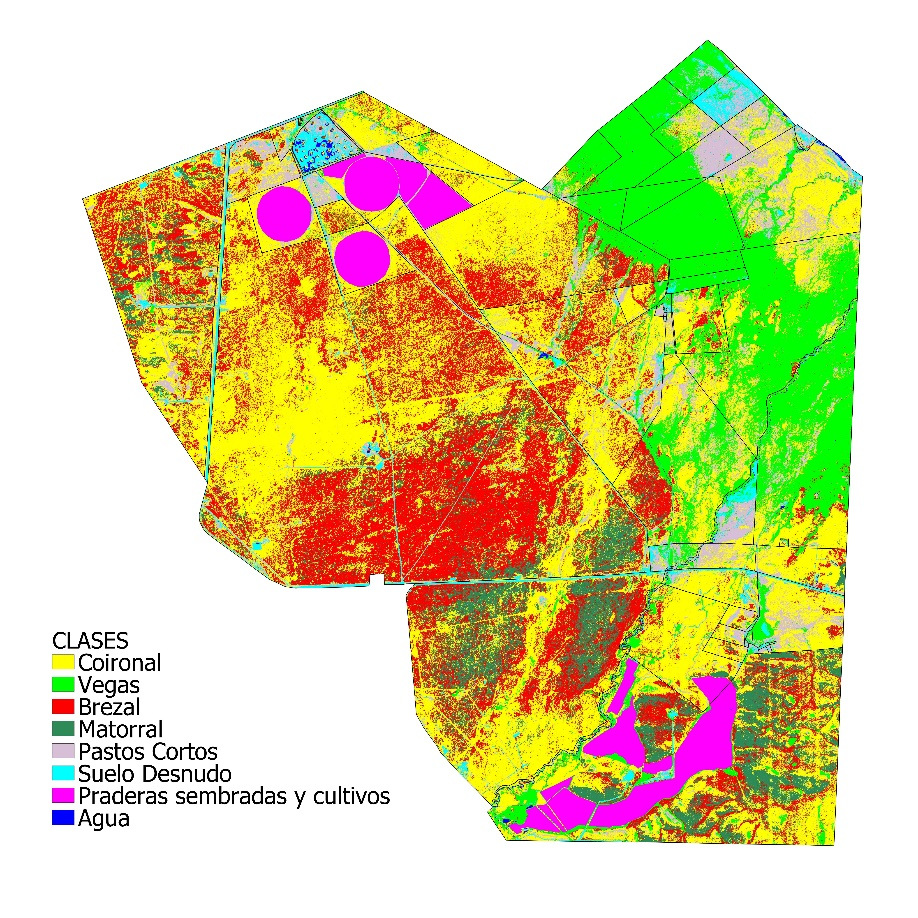 CLASES
Coironal
Vegas
Brezal
Matorral
Pastos Cortos
Suelo Desnudo
Praderas sembradas y cultivos
Agua